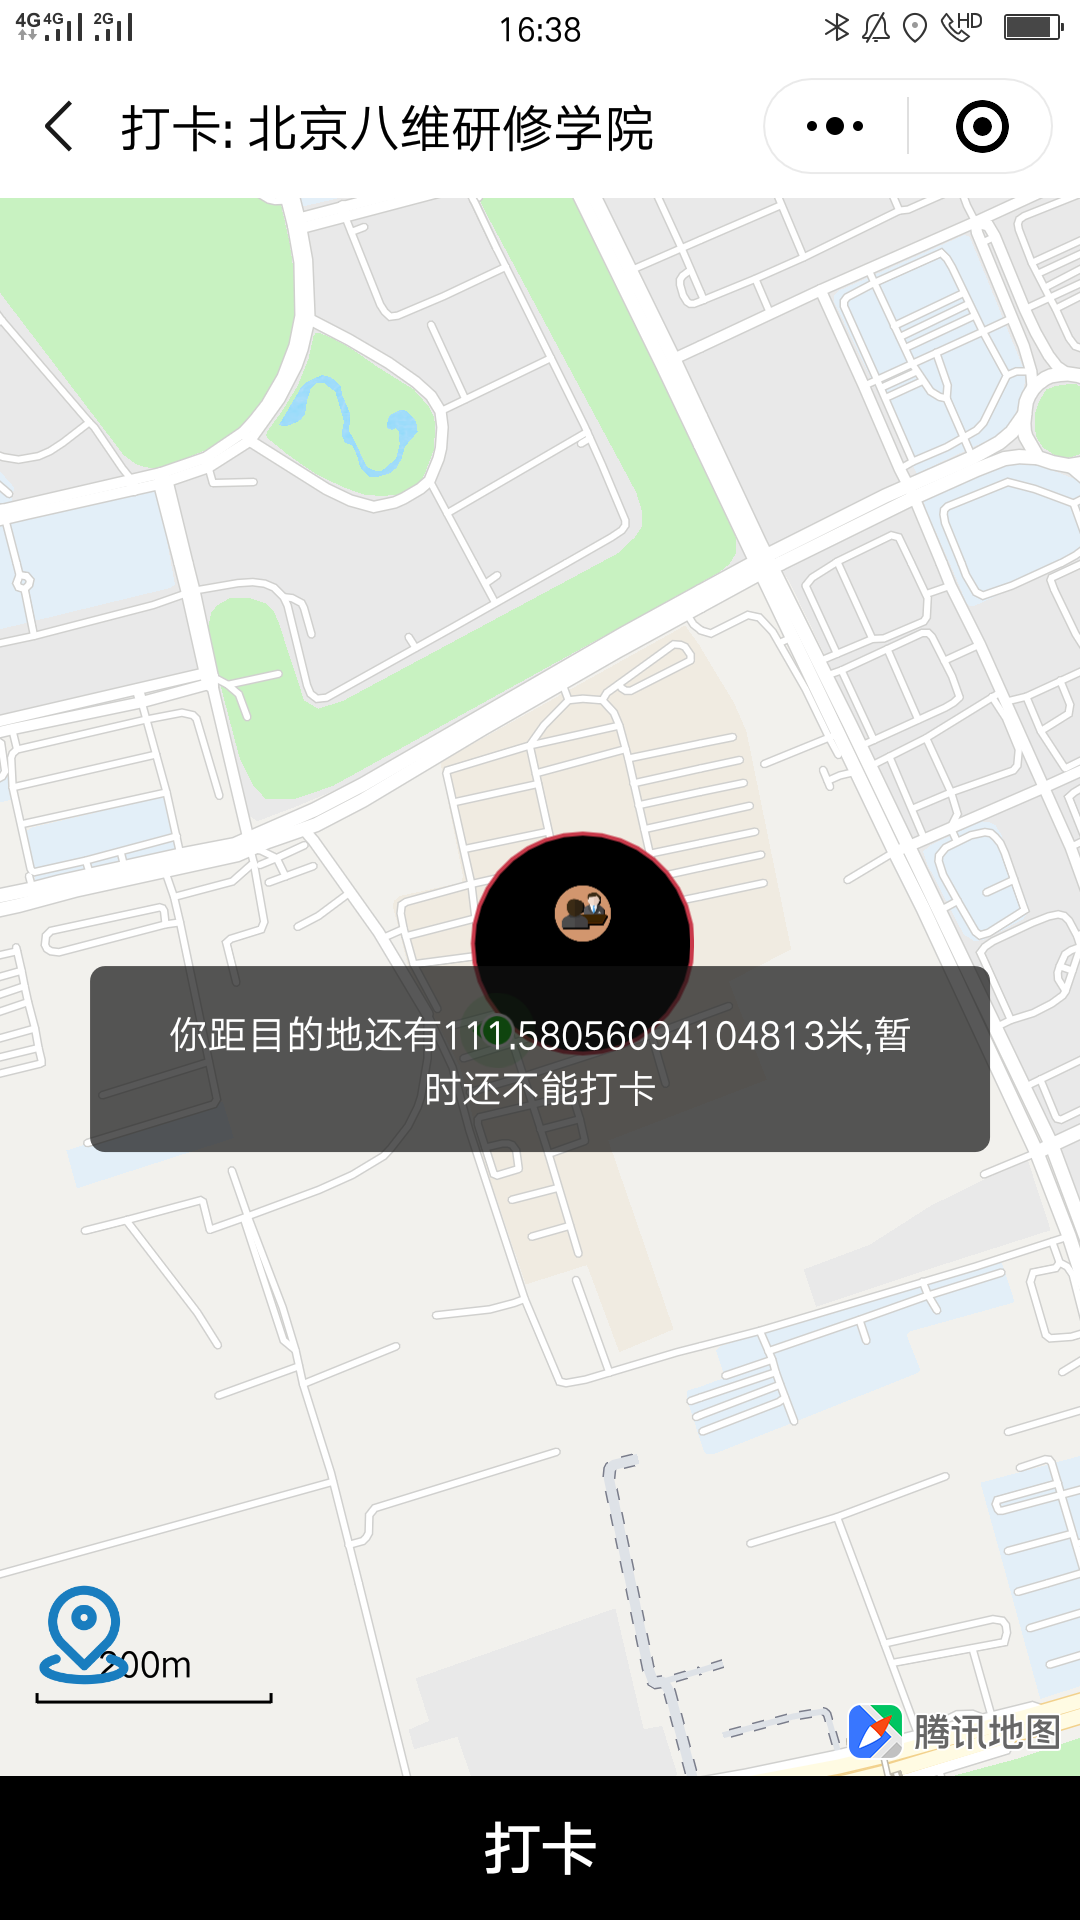 4G 4G 2G 16:38 HD
打卡: 北京八维研修学院
你距目的地还有111.58056094104813米,暂
时还不能打卡
200m
腾讯地图
打卡